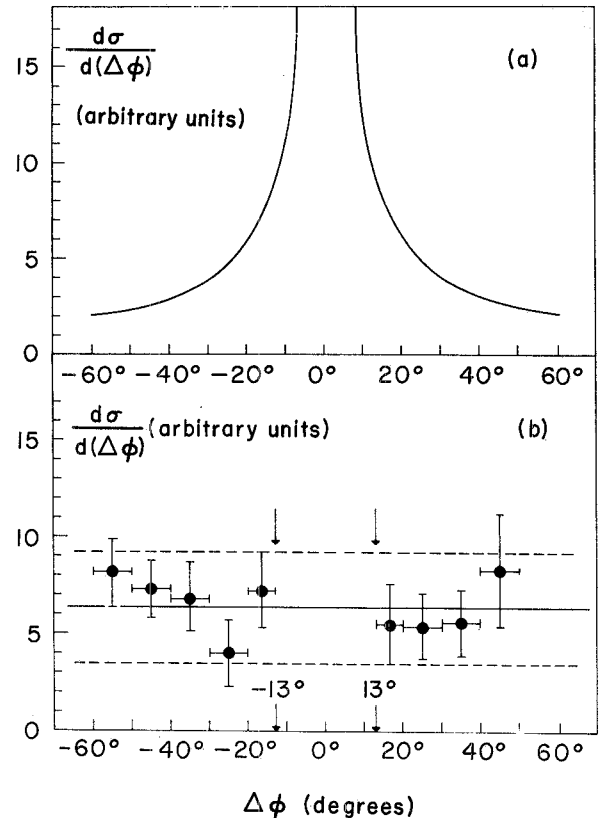 dσ
d(Δφ)
(arbitrary units)
(a)
15
10
5
0
-60° -40° -20° 0° 20° 40° 60°
dσ
d(Δφ) (arbitrary units)
(b)
15
10
5
0
-13° 13°
-60° -40° -20° 0° 20° 40° 60°
Δφ (degrees)